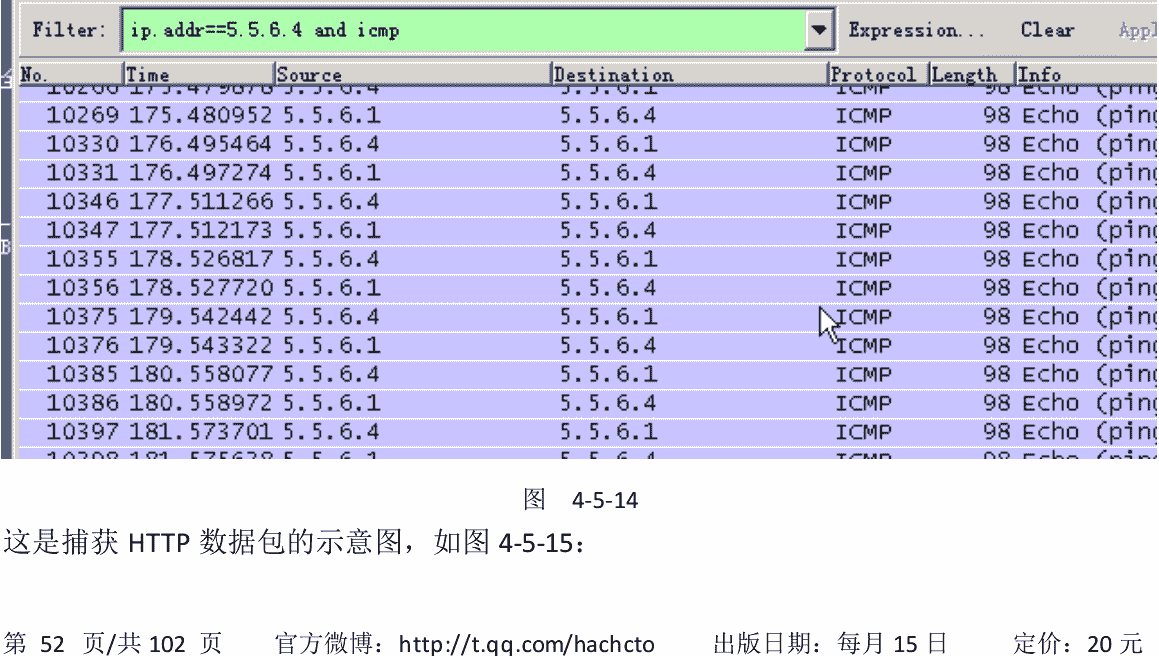 Filter: ip.addr==5.5.6.4 and icmp Expression... Clear
No. Time Source Destination Protocol Length Info
10269 175.480952 5.5.6.1 5.5.6.4 ICMP 98 Echo (ping
10330 176.495464 5.5.6.4 5.5.6.1 ICMP 98 Echo (ping
10331 176.497274 5.5.6.1 5.5.6.4 ICMP 98 Echo (ping
10346 177.511266 5.5.6.4 5.5.6.1 ICMP 98 Echo (ping
10347 177.512173 5.5.6.1 5.5.6.4 ICMP 98 Echo (ping
10355 178.526817 5.5.6.4 5.5.6.1 ICMP 98 Echo (ping
10356 178.527720 5.5.6.1 5.5.6.4 ICMP 98 Echo (ping
10375 179.542442 5.5.6.4 5.5.6.1 ICMP 98 Echo (ping
10376 179.543322 5.5.6.1 5.5.6.4 ICMP 98 Echo (ping
10385 180.558077 5.5.6.4 5.5.6.1 ICMP 98 Echo (ping
10386 180.558972 5.5.6.1 5.5.6.4 ICMP 98 Echo (ping
10397 181.573701 5.5.6.4 5.5.6.1 ICMP 98 Echo (ping
图 4-5-14
这是捕获 HTTP 数据包的示意图，如图 4-5-15：
第 52 页/共 102 页 官方微博：http://t.qq.com/hachcto 出版日期：每月 15 日 定价：20 元